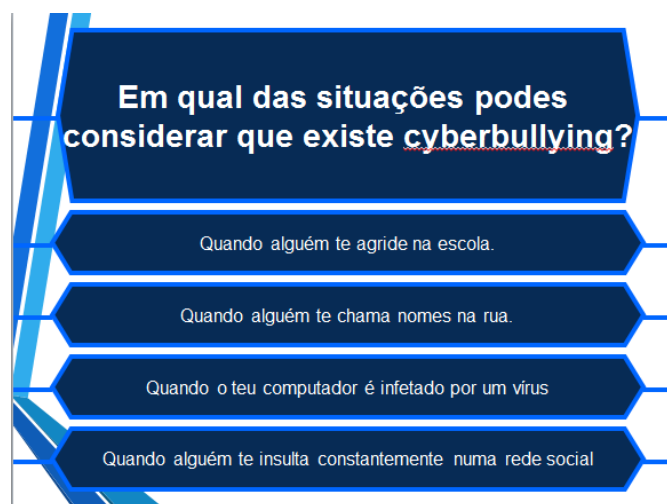 Em qual das situações podes
considerar que existe cyberbullying?
Quando alguém te agride na escola.
Quando alguém te chama nomes na rua.
Quando o teu computador é infetado por um vírus
Quando alguém te insulta constantemente numa rede social